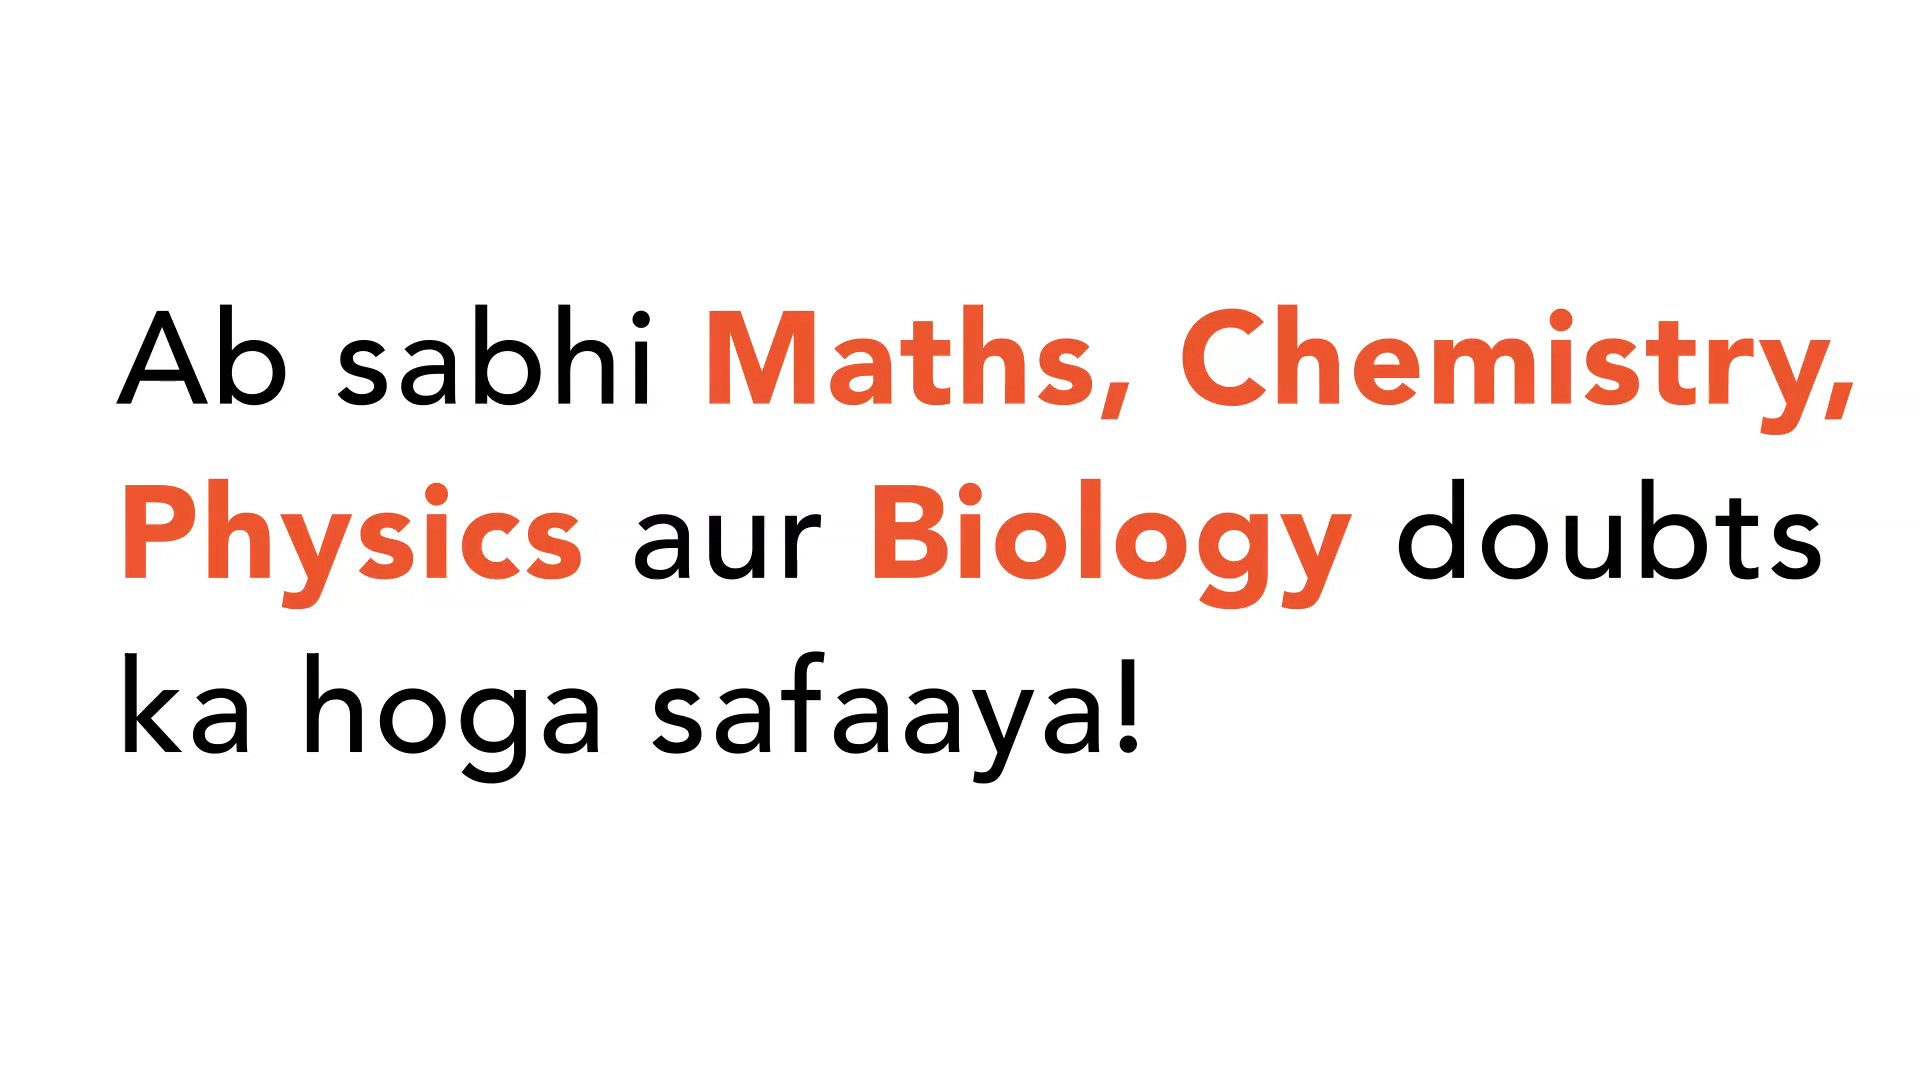 Ab sabhi Maths, Chemistry,
Physics aur Biology doubts
ka hoga safaaya!